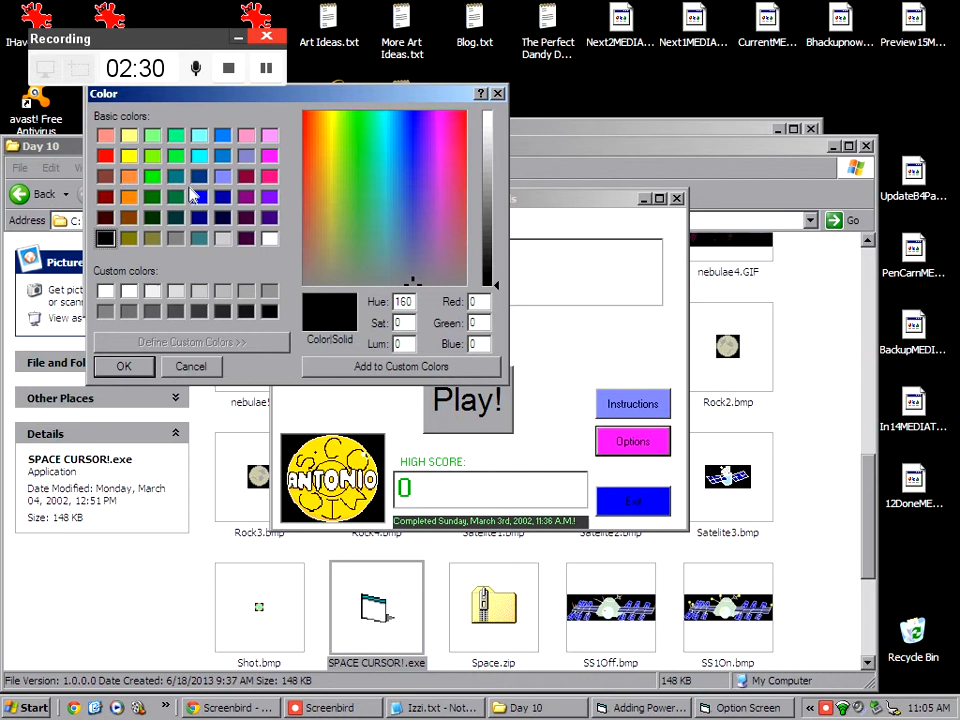 IHav
Art Ideas.txt
More Art Ideas.txt
Blog.txt
The Perfect Dandy D...
Next2MEDIA...
Next1MEDIA...
CurrentME...
Bhackupnow...
Preview15M...
Recording
02:30
avast! Free Antivirus
Color
Basic colors:
Custom colors:
Define Custom Colors >>
OK
Cancel
Color|Solid
Hue: 160
Sat: 0
Lum: 0
Red: 0
Green: 0
Blue: 0
Add to Custom Colors
Day 10
File Edit
Back
Address C:
Go
Picture
Get pict
or scann
View as
File and Fol
Other Places
Details
SPACE CURSOR!.exe
Application
Date Modified: Monday, March 04, 2002, 12:51 PM
Size: 148 KB
nebulae4.GIF
Rock2.bmp
Play!
Instructions
Options
Exit
ANTONIO
HIGH SCORE:
0
Completed Sunday, March 3rd, 2002, 11:36 A.M.!
Rock3.bmp
Rock4.bmp
Satelite1.bmp
Satelite2.bmp
Satelite3.bmp
Shot.bmp
SPACE CURSOR!.exe
Space.zip
SS1Off.bmp
SS1On.bmp
UpdateB4Pa...
PenCarnME...
BackupMEDI...
In14MEDIAT...
12DoneME...
Recycle Bin
File Version: 1.0.0.0 Date Created: 6/18/2013 9:37 AM Size: 148 KB
148 KB
My Computer
Start
Screenbird - ...
Screenbird
Izzi.txt - Not...
Day 10
Adding Power...
Option Screen
11:05 AM